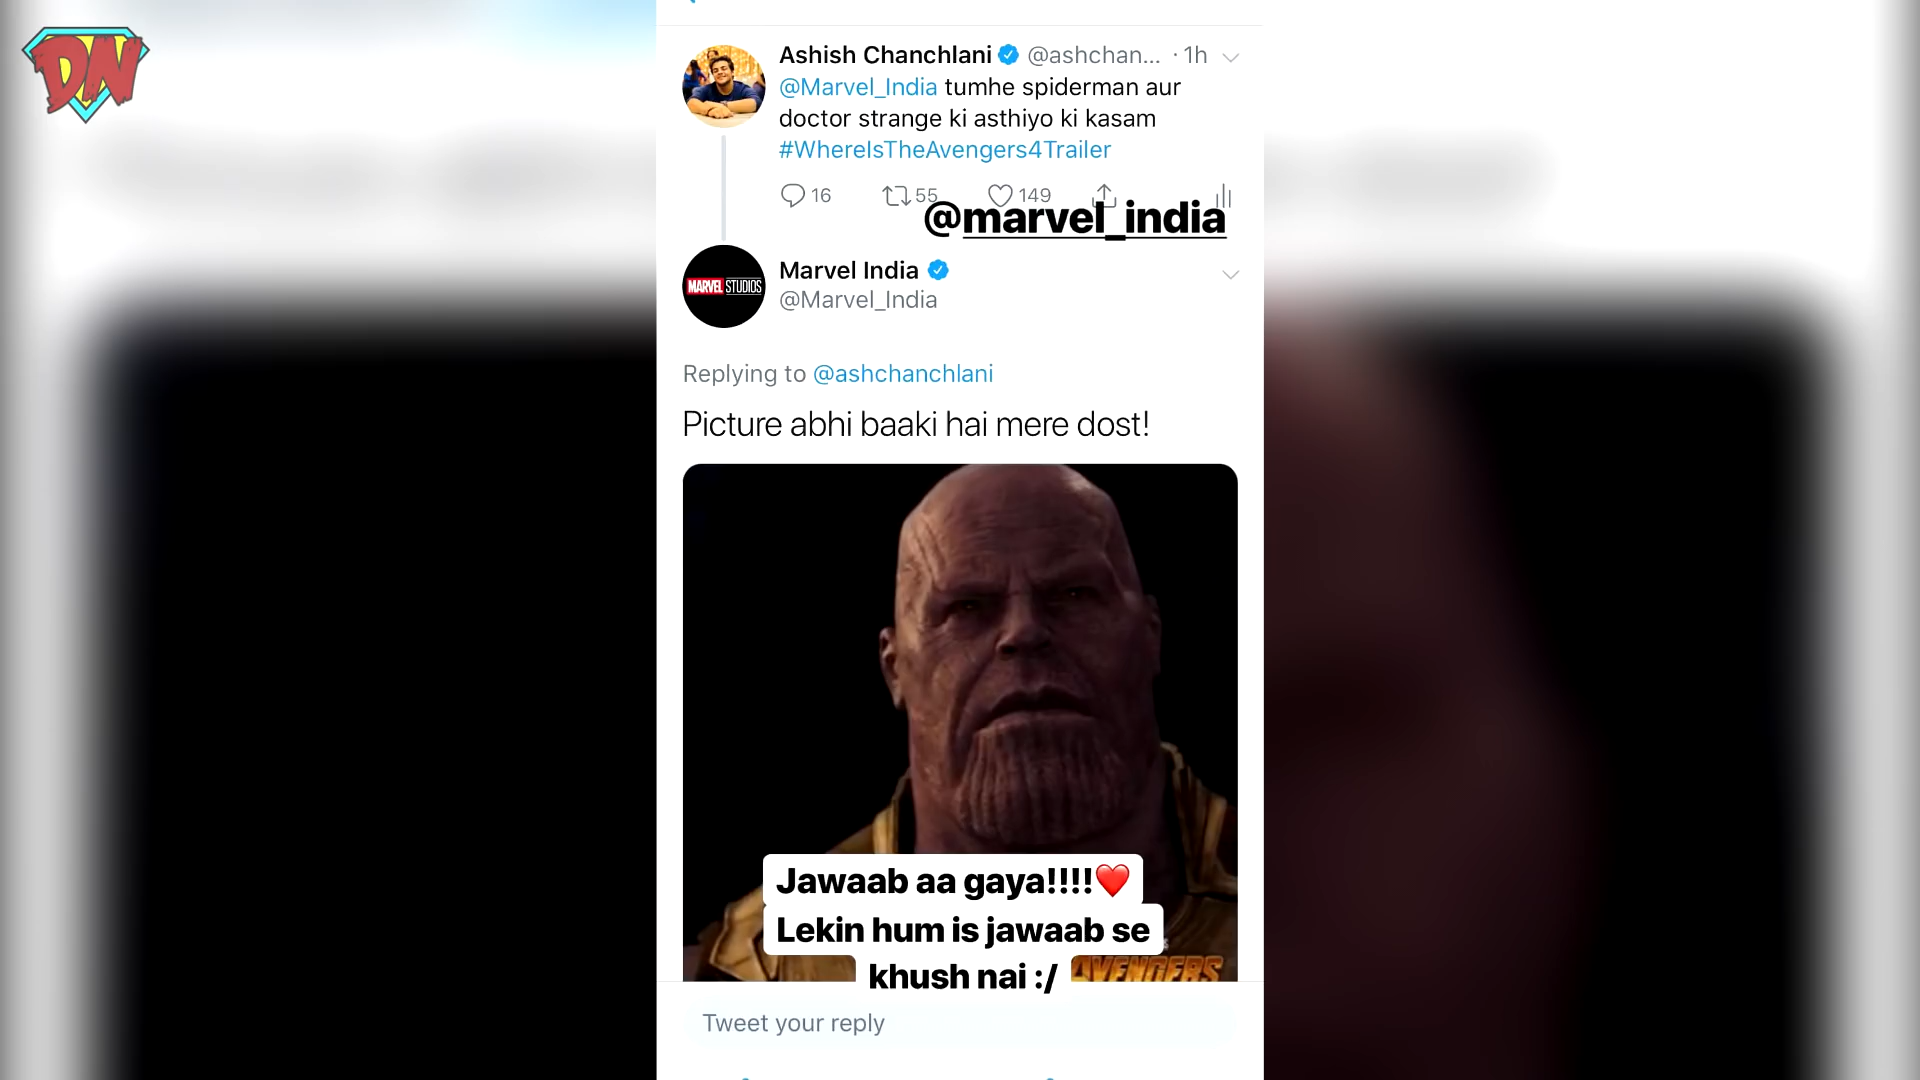 DN
Ashish Chanchlani @ashchan... · 1h
@Marvel_India tumhe spiderman aur
doctor strange ki asthiyo ki kasam
#WhereIsTheAvengers4Trailer
16 55 149
@marvel_india
MARVEL STUDIOS
Marvel India
@Marvel_India
Replying to @ashchanchlani
Picture abhi baaki hai mere dost!
Jawaab aa gaya!!!!❤️
Lekin hum is jawaab se
khush nai :/
AVENGERS
Tweet your reply